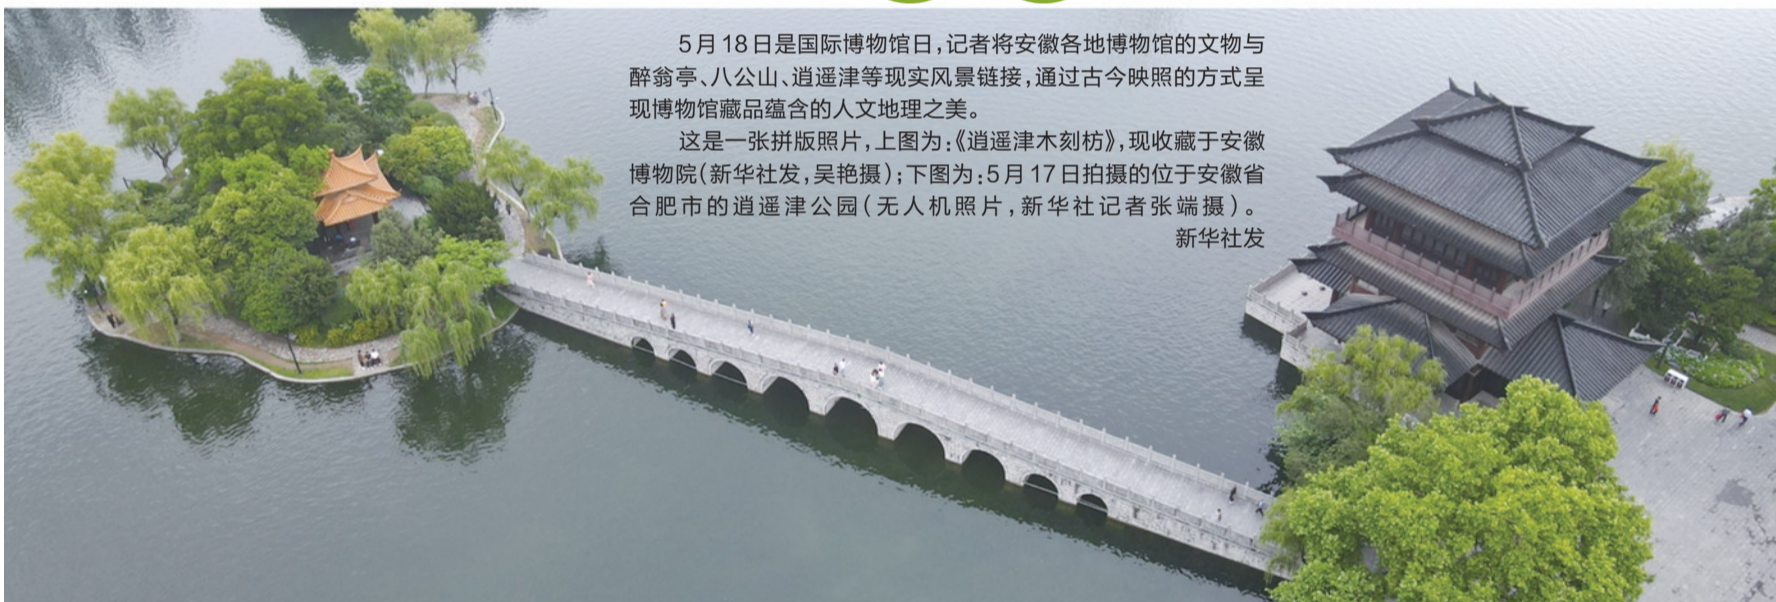 5月18日是国际博物馆日，记者将安徽各地博物馆的文物与
醉翁亭、八公山、逍遥津等现实风景链接，通过古今映照的方式呈
现博物馆藏品蕴含的人文地理之美。
这是一张拼版照片，上图为：《逍遥津木刻枋》，现收藏于安徽
博物院（新华社发，吴艳摄）；下图为：5月17日拍摄的位于安徽省
合肥市的逍遥津公园（无人机照片，新华社记者张端摄）。
新华社发